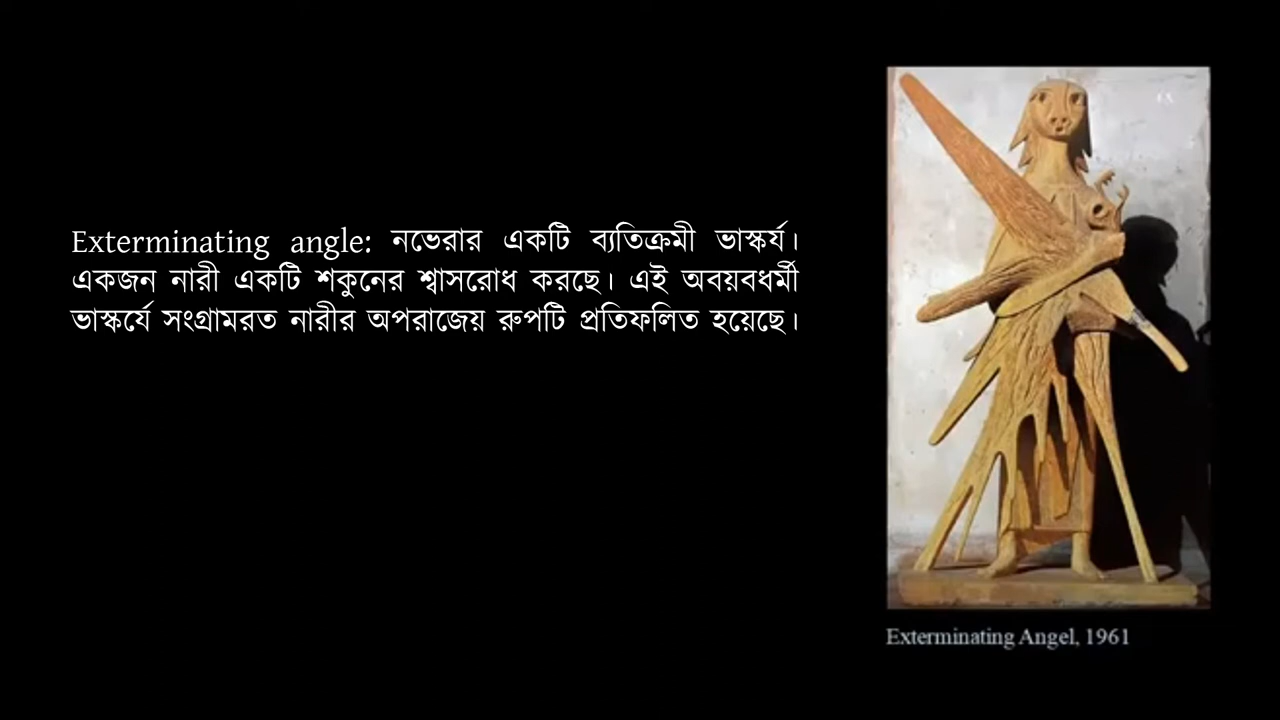 Exterminating angle: নভেরার একটি ব্যতিক্রমী ভাস্কর্য।
একজন নারী একটি শকুনের শ্বাসরোধ করছে। এই অবয়বধর্মী
ভাস্কর্যে সংগ্রামরত নারীর অপরাজেয় রুপটি প্রতিফলিত হয়েছে।
Exterminating Angel, 1961